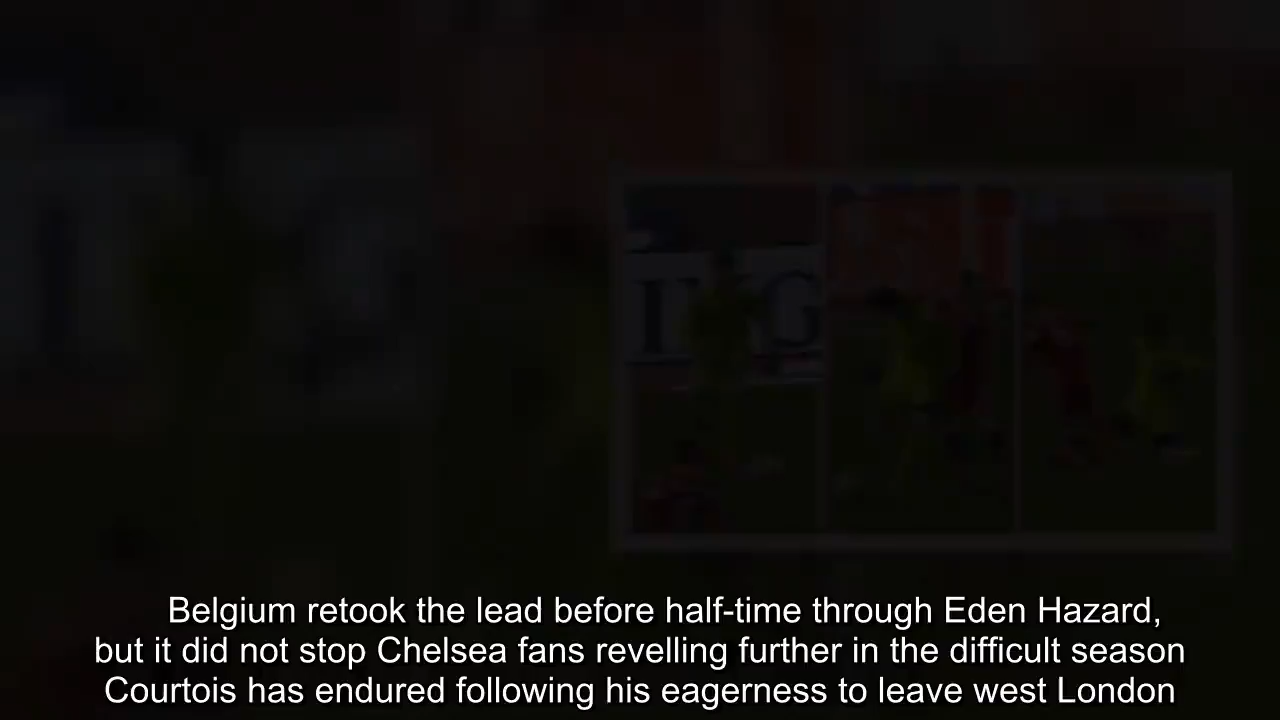 ING
Belgium retook the lead before half-time through Eden Hazard,
but it did not stop Chelsea fans revelling further in the difficult season
Courtois has endured following his eagerness to leave west London